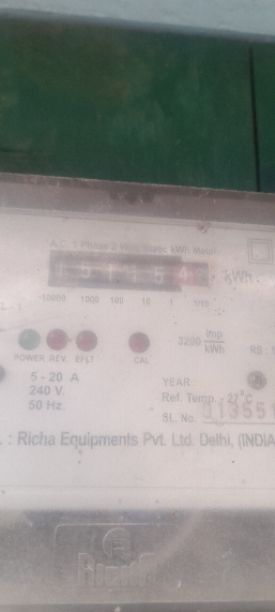 A.C. 1 Phase 2 Wire Static kWh Meter
kWh
10000 1000 100 10 1 1/10
3200 imp/kWh
POWER REV. E/LT CAL
5 - 20 A
240 V.
50 Hz
YEAR
Ref. Temp. - 27°C
SL. No. 013551
: Richa Equipments Pvt. Ltd. Delhi, (INDIA